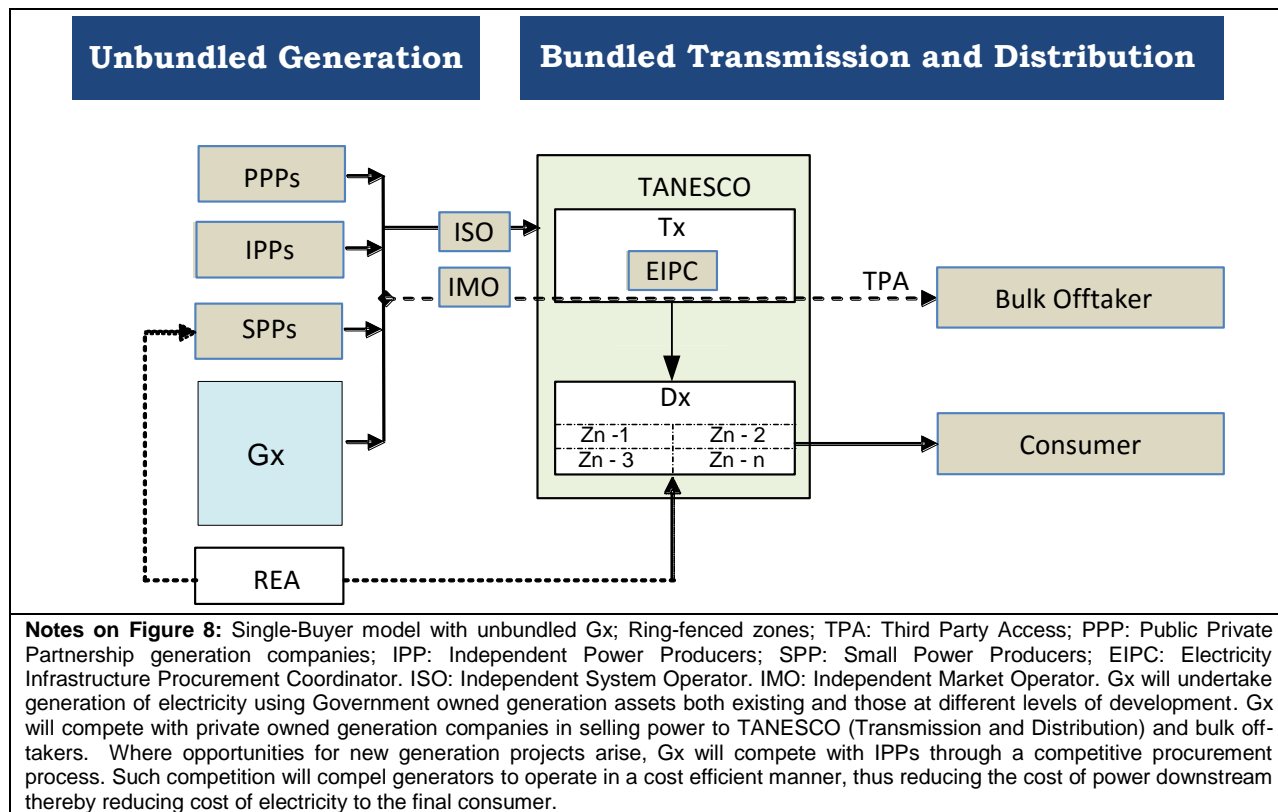 Unbundled Generation
Bundled Transmission and Distribution
PPPs
IPPs
SPPs
Gx
REA
ISO
IMO
TANESCO
Tx
EIPC
Dx
Zn -1
Zn - 2
Zn - 3
Zn - n
TPA
Bulk Offtaker
Consumer
Notes on Figure 8: Single-Buyer model with unbundled Gx; Ring-fenced zones; TPA: Third Party Access; PPP: Public Private
Partnership generation companies; IPP: Independent Power Producers; SPP: Small Power Producers; EIPC: Electricity
Infrastructure Procurement Coordinator. ISO: Independent System Operator. IMO: Independent Market Operator. Gx will undertake
generation of electricity using Government owned generation assets both existing and those at different levels of development. Gx
will compete with private owned generation companies in selling power to TANESCO (Transmission and Distribution) and bulk off-
takers. Where opportunities for new generation projects arise, Gx will compete with IPPs through a competitive procurement
process. Such competition will compel generators to operate in a cost efficient manner, thus reducing the cost of power downstream
thereby reducing cost of electricity to the final consumer.